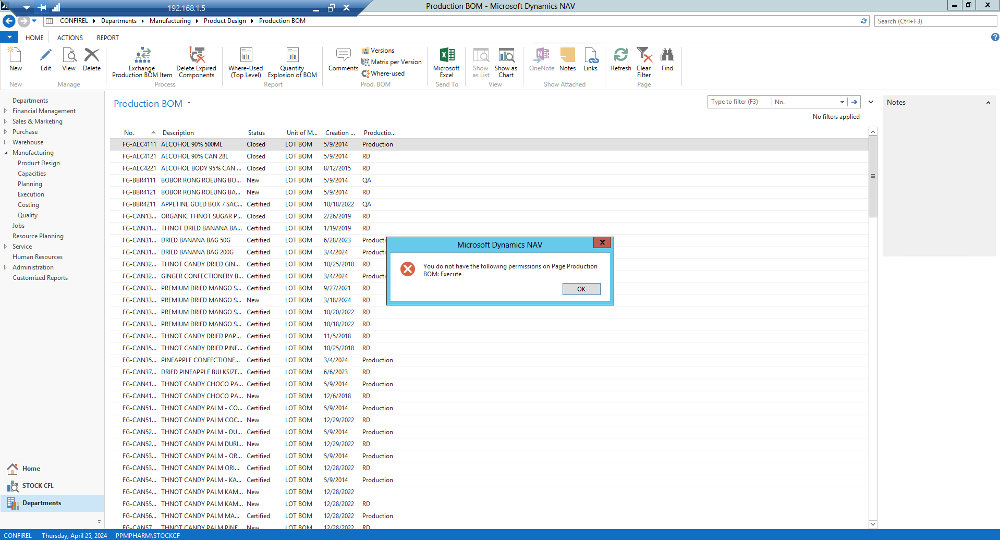 192.168.1.5
Production BOM - Microsoft Dynamics NAV
CONFIREL Departments Manufacturing Product Design Production BOM
Search (Ctrl+F3)
HOME ACTIONS REPORT
New
Edit
View
Delete
Exchange
Production BOM Item
Delete Expired
Components
Where-Used
(Top Level)
Quantity
Explosion of BOM
Comments
Versions
Matrix per Version
Where-used
Microsoft
Excel
Show
as List
Show as
Chart
OneNote
Notes
Links
Refresh
Clear
Filter
Find
New Manage Process Report Prod. BOM Send To View Show Attached Page
Departments
Financial Management
Sales & Marketing
Purchase
Warehouse
Manufacturing
Product Design
Capacities
Planning
Execution
Costing
Quality
Jobs
Resource Planning
Service
Human Resources
Administration
Customized Reports
Home
STOCK CFL
Departments
Production BOM
Type to filter (F3) No.
No filters applied
Notes
No. Description Status Unit of M... Creation ... Productio...
FG-ALC4111 ALCOHOL 90% 500ML Closed LOT BOM 5/9/2014 Production
FG-ALC4121 ALCOHOL 90% CAN 28L Closed LOT BOM 5/9/2014 RD
FG-ALC4221 ALCOHOL BODY 95% CAN ... Closed LOT BOM 8/12/2015 RD
FG-BBR4111 BOBOR RONG ROEUNG BO... New LOT BOM 5/9/2014 QA
FG-BBR4121 BOBOR RONG ROEUNG BA... New LOT BOM 5/9/2014 RD
FG-BBR4211 APPETINE GOLD BOX 7 SAC... Certified LOT BOM 10/18/2022 QA
FG-CAN13... ORGANIC THNOT SUGAR P... Closed LOT BOM 2/26/2019 RD
FG-CAN31... THNOT DRIED BANANA BA... Certified LOT BOM 1/19/2019 RD
FG-CAN31... DRIED BANANA BAG 50G Certified LOT BOM 6/28/2023 Producti
FG-CAN31... DRIED BANANA BAG 200G Certified LOT BOM 3/4/2024 Producti
FG-CAN32... THNOT CANDY DRIED GIN... Certified LOT BOM 10/25/2018 RD
FG-CAN32... GINGER CONFECTIONERY B... Certified LOT BOM 3/4/2024 Producti
FG-CAN33... PREMIUM DRIED MANGO S... Certified LOT BOM 9/27/2021 RD
FG-CAN33... PREMIUM DRIED MANGO S... New LOT BOM 3/18/2024 RD
FG-CAN33... PREMIUM DRIED MANGO S... Certified LOT BOM 10/20/2022 RD
FG-CAN33... PREMIUM DRIED MANGO S... Certified LOT BOM 10/18/2022 RD
FG-CAN34... THNOT CANDY DRIED PAP... Certified LOT BOM 11/5/2018 RD
FG-CAN35... THNOT CANDY DRIED PINE... Certified LOT BOM 10/25/2018 RD
FG-CAN35... PINEAPPLE CONFECTIONE... Certified LOT BOM 3/4/2024 Production
FG-CAN37... DRIED PINEAPPLE BULKSIZE... Certified LOT BOM 6/6/2023 RD
FG-CAN41... THNOT CANDY CHOCO PA... Certified LOT BOM 5/9/2014 Production
FG-CAN41... THNOT CANDY CHOCO PA... New LOT BOM 12/6/2018 RD
FG-CAN51... THNOT CANDY PALM - CO... Certified LOT BOM 5/9/2014 Production
FG-CAN51... THNOT CANDY PALM COC... New LOT BOM 12/29/2022 RD
FG-CAN52... THNOT CANDY PALM - DU... Certified LOT BOM 5/9/2014 Production
FG-CAN52... THNOT CANDY PALM DURI... New LOT BOM 12/29/2022 RD
FG-CAN53... THNOT CANDY PALM - OR... Certified LOT BOM 5/9/2014 Production
FG-CAN53... THNOT CANDY PALM ORI... Certified LOT BOM 12/28/2022 RD
FG-CAN54... THNOT CANDY PALM - KA... Certified LOT BOM 5/9/2014 Production
FG-CAN54... THNOT CANDY PALM KAM... New LOT BOM 12/28/2022
FG-CAN55... THNOT CANDY PALM KAM... New LOT BOM 12/28/2022 RD
FG-CAN56... THNOT CANDY PALM MA... Certified LOT BOM 12/28/2022 Production
FG-CAN57... THNOT CANDY PALM PINE... New LOT BOM 12/28/2022 RD
Microsoft Dynamics NAV
You do not have the following permissions on Page Production
BOM: Execute
OK
CONFIREL Thursday, April 25, 2024 PPMPHARM\STOCKCF